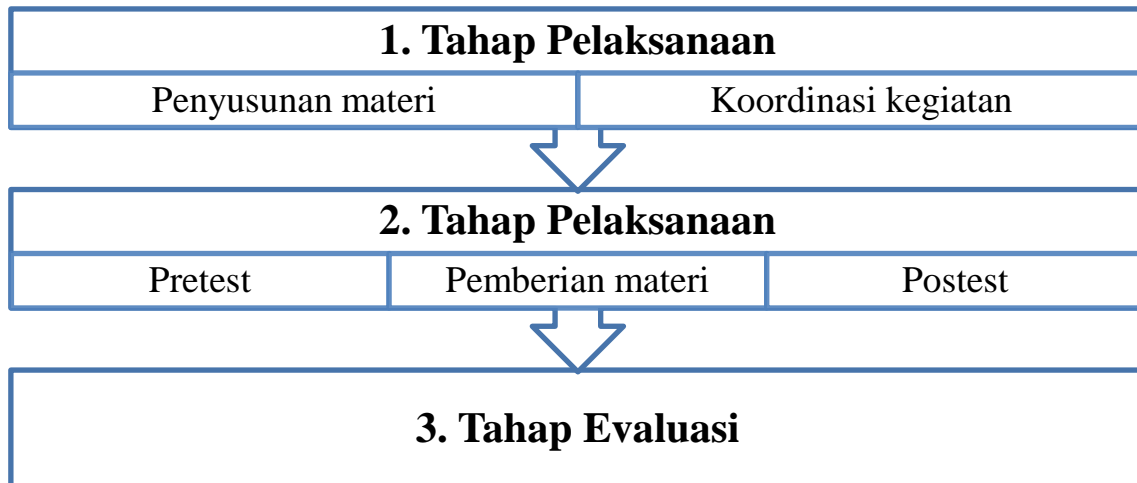 1. Tahap Pelaksanaan
Penyusunan materi
Koordinasi kegiatan
2. Tahap Pelaksanaan
Pretest
Pemberian materi
Postest
3. Tahap Evaluasi